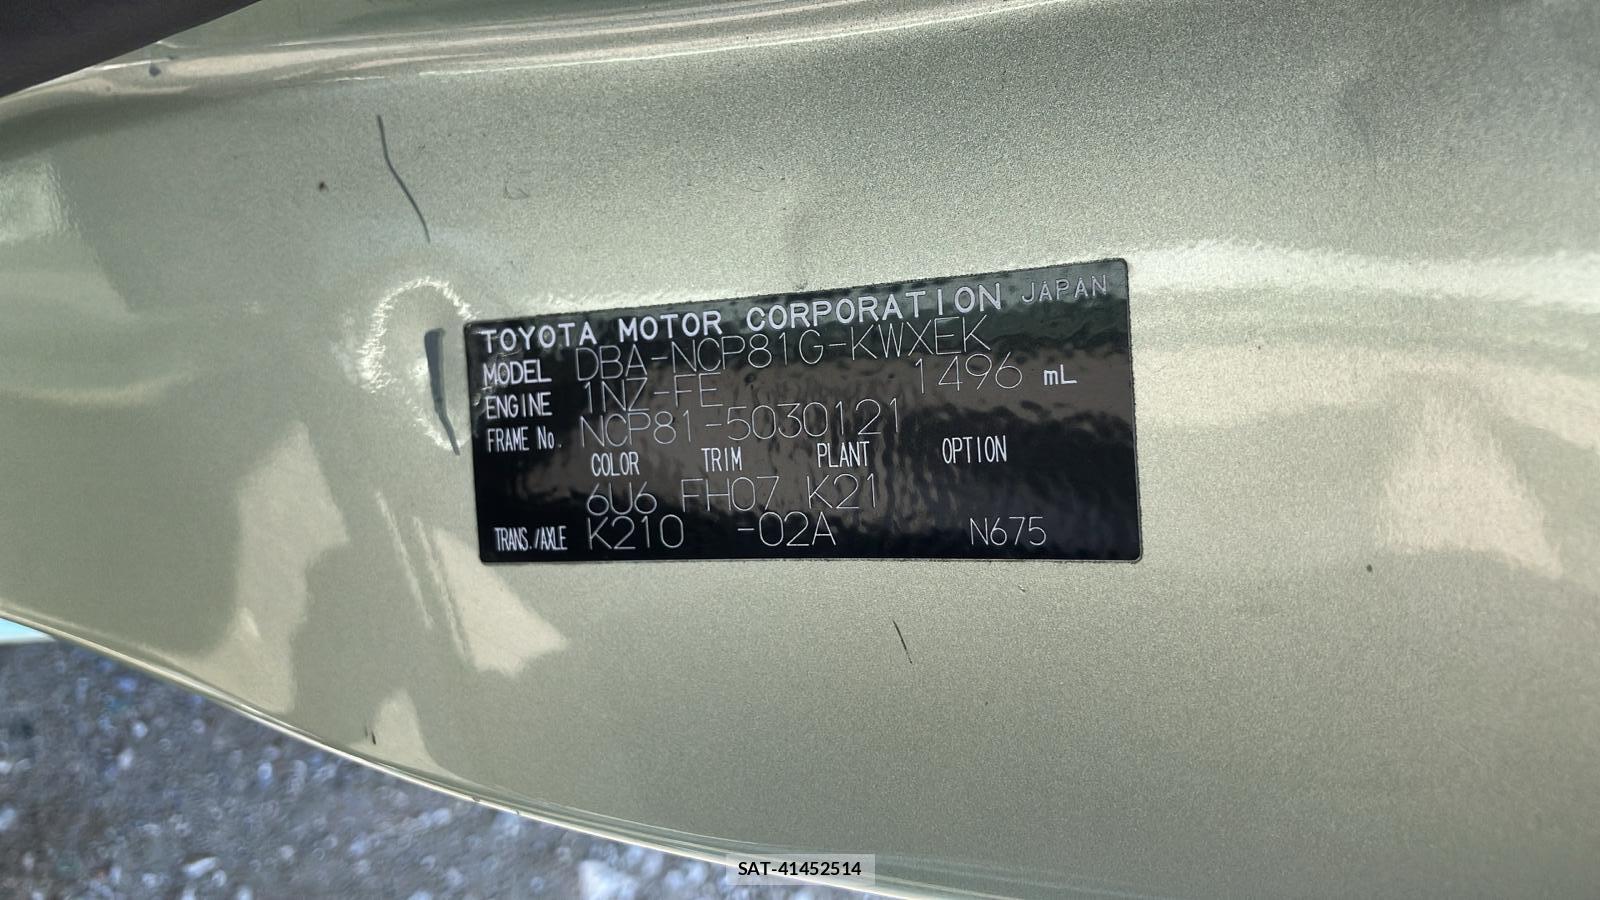 TOYOTA MOTOR CORPORATION JAPAN
MODEL DBA-NCP81G-KWXEK
ENGINE 1NZ-FE 1496 mL
FRAME No. NCP81-5030121
COLOR TRIM PLANT OPTION
6U6 FH07 K21
TRANS./AXLE K210 -02A N675
SAT-41452514